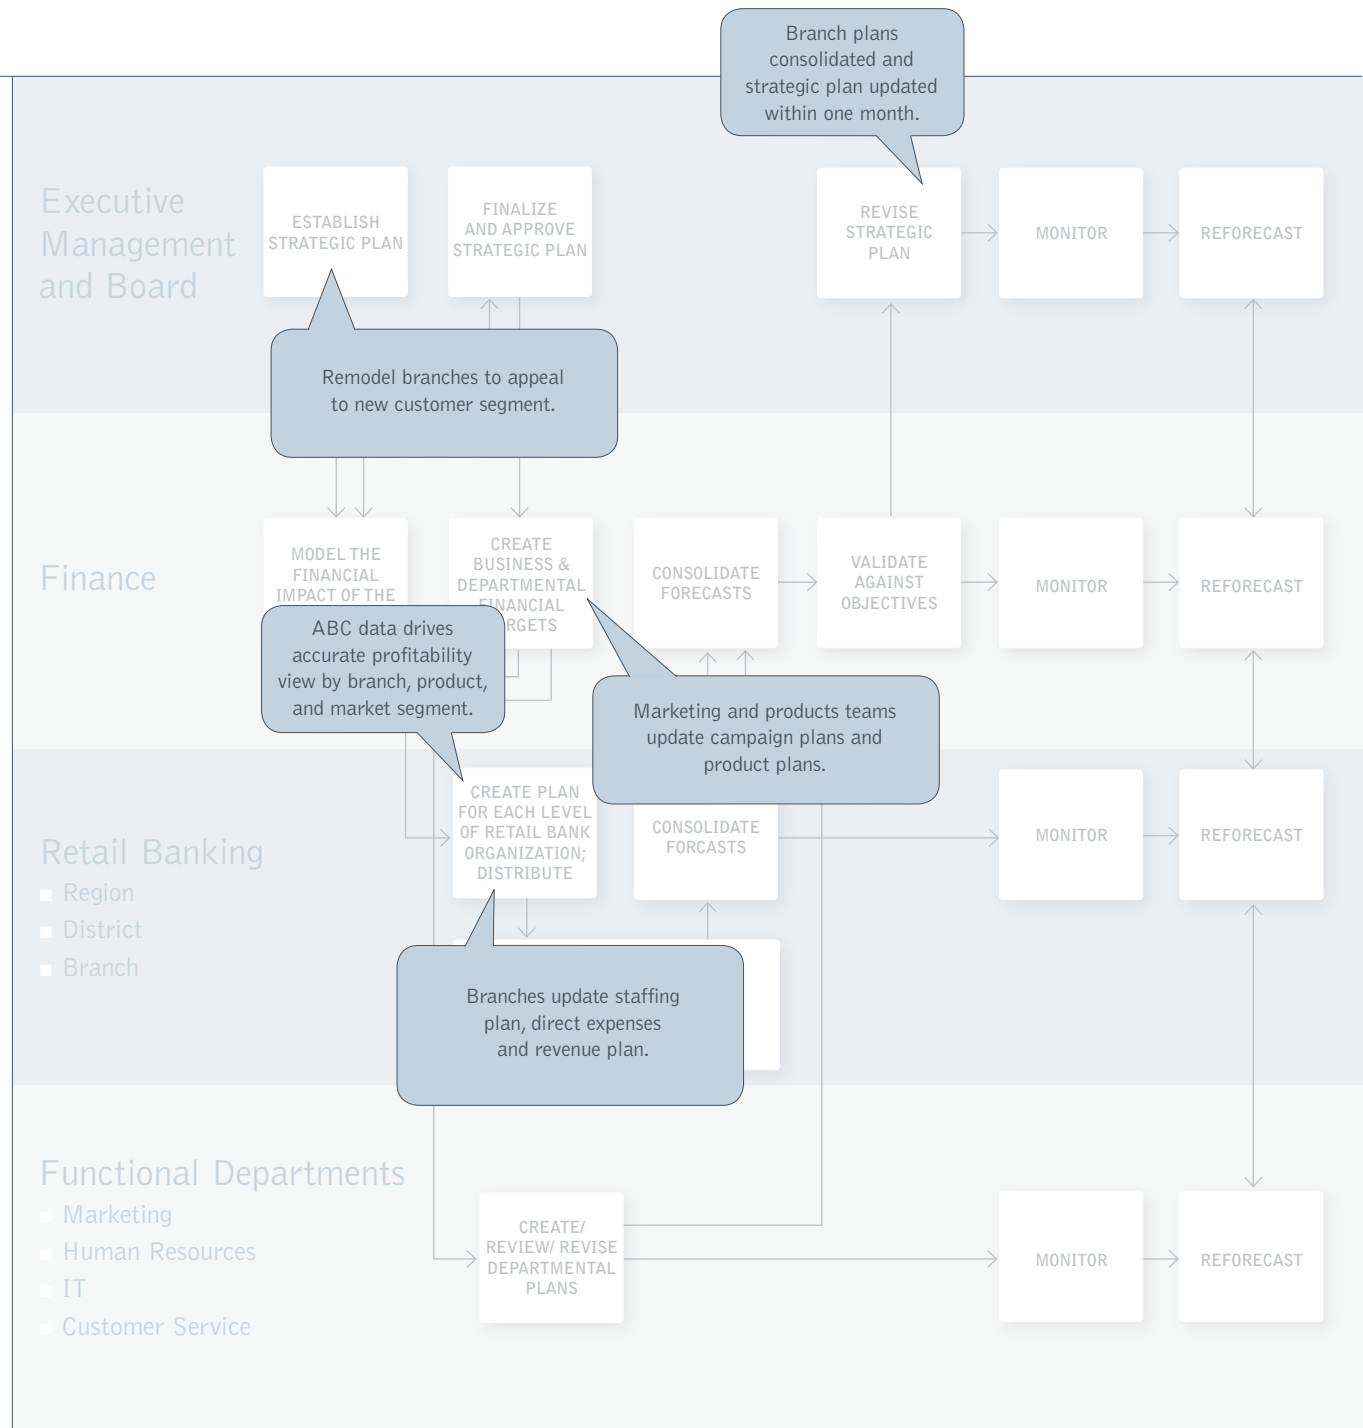 Branch plans
consolidated and
strategic plan updated
within one month.
Executive
Management
and Board
ESTABLISH
STRATEGIC PLAN
FINALIZE
AND APPROVE
STRATEGIC PLAN
REVISE
STRATEGIC
PLAN
MONITOR
REFORECAST
Remodel branches to appeal
to new customer segment.
Finance
MODEL THE
FINANCIAL
IMPACT OF THE
CREATE
BUSINESS &
DEPARTMENTAL
FINANCIAL
RGETS
CONSOLIDATE
FORECASTS
VALIDATE
AGAINST
OBJECTIVES
MONITOR
REFORECAST
ABC data drives
accurate profitability
view by branch, product,
and market segment.
Marketing and products teams
update campaign plans and
product plans.
Retail Banking
Region
District
Branch
CREATE PLAN
FOR EACH LEVEL
OF RETAIL BANK
ORGANIZATION;
DISTRIBUTE
CONSOLIDATE
FORCASTS
MONITOR
REFORECAST
Branches update staffing
plan, direct expenses
and revenue plan.
Functional Departments
Marketing
Human Resources
IT
Customer Service
CREATE/
REVIEW/ REVISE
DEPARTMENTAL
PLANS
MONITOR
REFORECAST